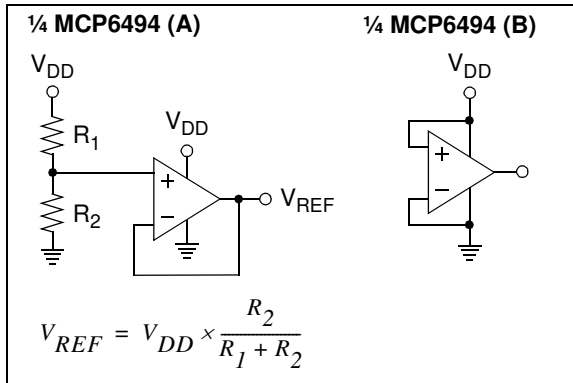 ¼ MCP6494 (A)
¼ MCP6494 (B)
V_DD
V_DD
R_1
V_DD
+
+
−
−
V_REF
R_2
V_REF = V_DD × R_2 / (R_1 + R_2)